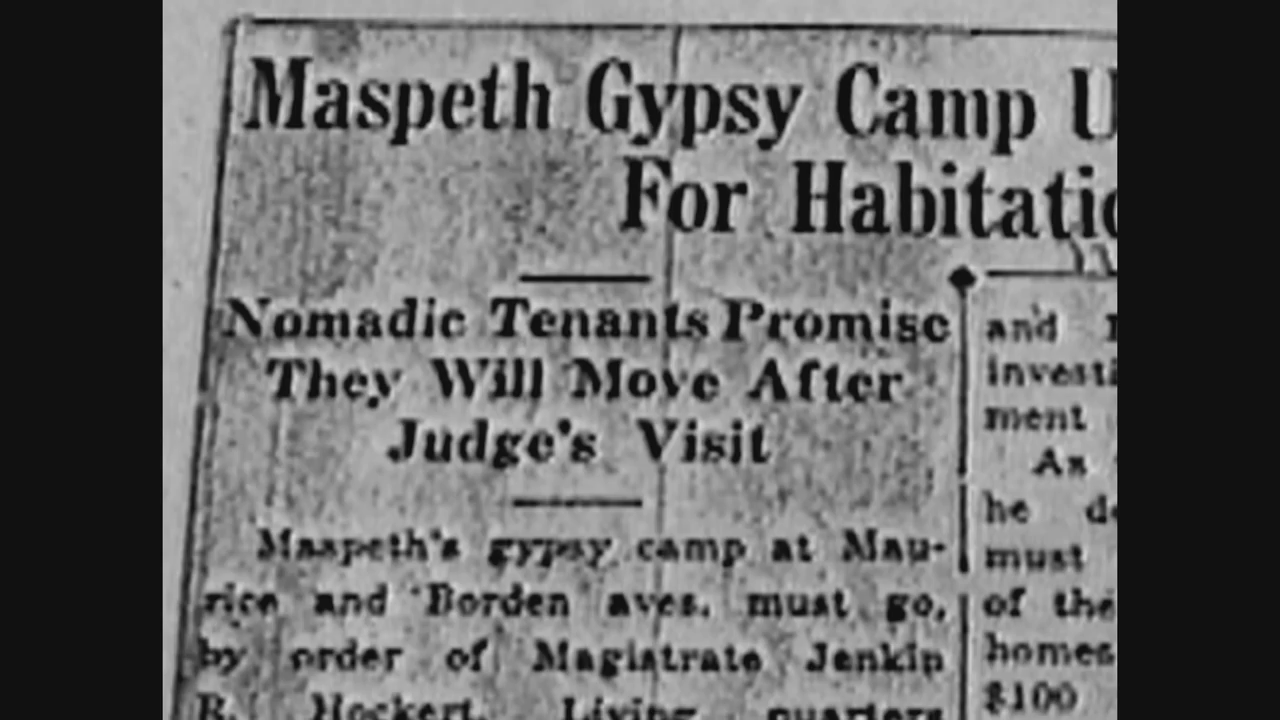 Maspeth Gypsy Camp U
For Habitatio
Nomadic Tenants Promise
They Will Move After
Judge's Visit
Maspeth's gypsy camp at Mau-
rice and Borden aves. must go,
by order of Magistrate Jenkin
R. Hockert. Living quarters
and
investi
ment
As
he de
must
of the
homes
$100